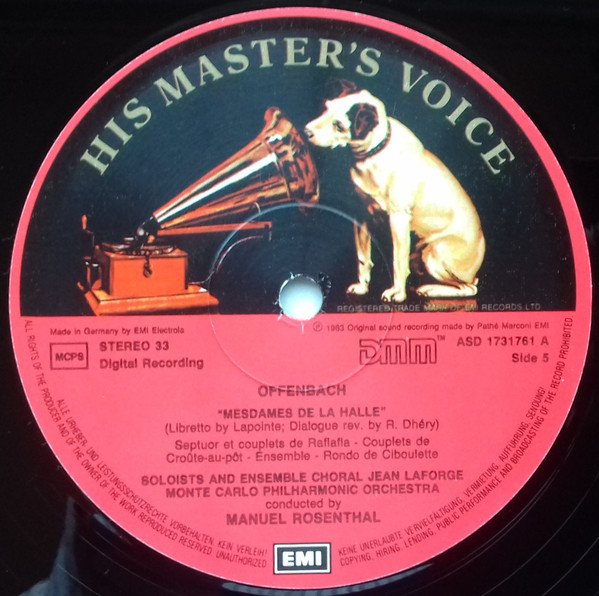 HIS MASTER'S VOICE
REGISTERED TRADE MARK OF EMI RECORDS LTD
Made in Germany by EMI Electrola
℗ 1983 Original sound recording made by Pathé Marconi EMI
MCPS
STEREO 33
Digital Recording
DMM™
ASD 1731761 A
Side 5
OFFENBACH
"MESDAMES DE LA HALLE"
(Libretto by Lapointe; Dialogue rev. by R. Dhéry)
Septuor et couplets de Raflafla - Couplets de
Croûte-au-pôt - Ensemble - Rondo de Ciboulette
SOLOISTS AND ENSEMBLE CHORAL JEAN LAFORGE
MONTE CARLO PHILHARMONIC ORCHESTRA
conducted by
MANUEL ROSENTHAL
EMI
ALLE URHEBER- UND LEISTUNGSSCHUTZRECHTE VORBEHALTEN KEIN VERLEIH!
KEINE UNERLAUBTE VERVIELFÄLTIGUNG, VERMIETUNG, AUFFÜHRUNG, SENDUNG!
ALL RIGHTS OF THE PRODUCER AND OF THE OWNER OF THE WORK REPRODUCED RESERVED UNAUTHORIZED
COPYING, HIRING, LENDING, PUBLIC PERFORMANCE AND BROADCASTING OF THE RECORD PROHIBITED